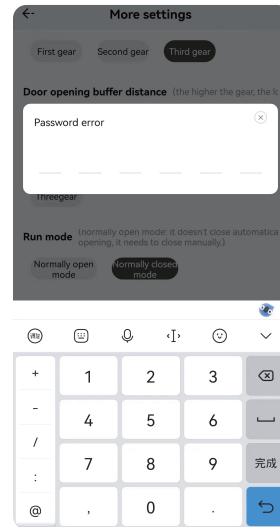 More settings
First gear
Second gear
Third gear
Door opening buffer distance (the higher the gear, the lo
Password error
Threegear
Run mode (normally open mode: it doesn't close automatica
opening, it needs to close manually.)
Normally open
mode
Normally closed
mode
+
1
2
3
-
4
5
6
/
7
8
9
完成
:
@
,
0
.